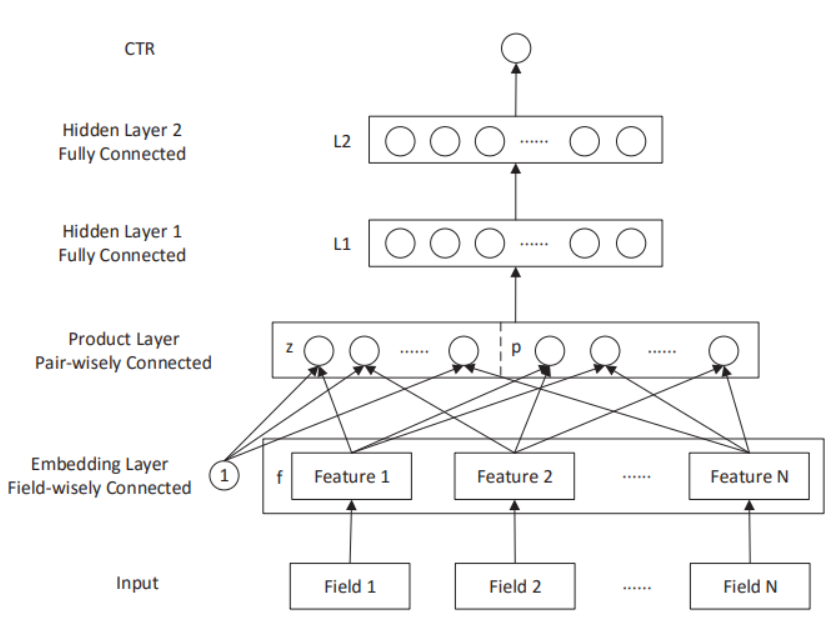 CTR
Hidden Layer 2
Fully Connected
L2
......
Hidden Layer 1
Fully Connected
L1
......
Product Layer
Pair-wisely Connected
z
......
p
......
Embedding Layer
Field-wisely Connected
1
f
Feature 1
Feature 2
......
Feature N
Input
Field 1
Field 2
......
Field N